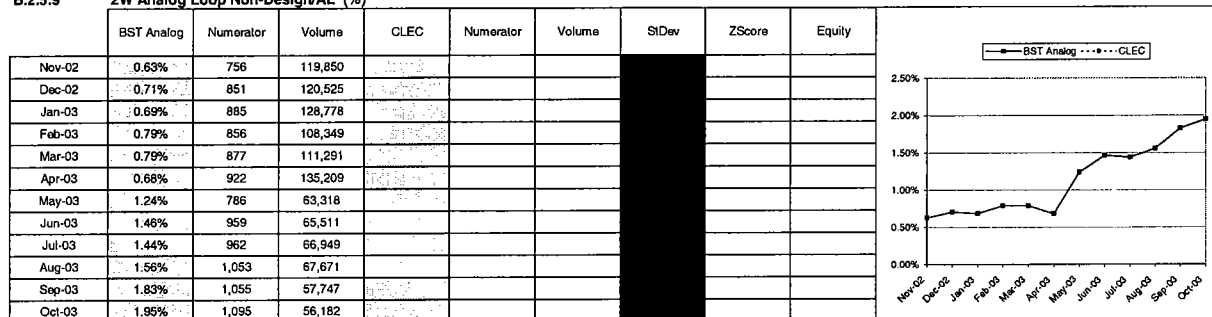 B.2.5.9 2W Analog Loop Non-Design/AL (%)
BST Analog Numerator Volume CLEC Numerator Volume StDev ZScore Equity
Nov-02 0.63% 756 119,850
Dec-02 0.71% 851 120,525
Jan-03 0.69% 885 128,778
Feb-03 0.79% 856 108,349
Mar-03 0.79% 877 111,291
Apr-03 0.68% 922 135,209
May-03 1.24% 786 63,318
Jun-03 1.46% 959 65,511
Jul-03 1.44% 962 66,949
Aug-03 1.56% 1,053 67,671
Sep-03 1.83% 1,055 57,747
Oct-03 1.95% 1,095 56,182
BST Analog CLEC
2.50%
2.00%
1.50%
1.00%
0.50%
0.00%
Nov-02 Dec-02 Jan-03 Feb-03 Mar-03 Apr-03 May-03 Jun-03 Jul-03 Aug-03 Sep-03 Oct-03